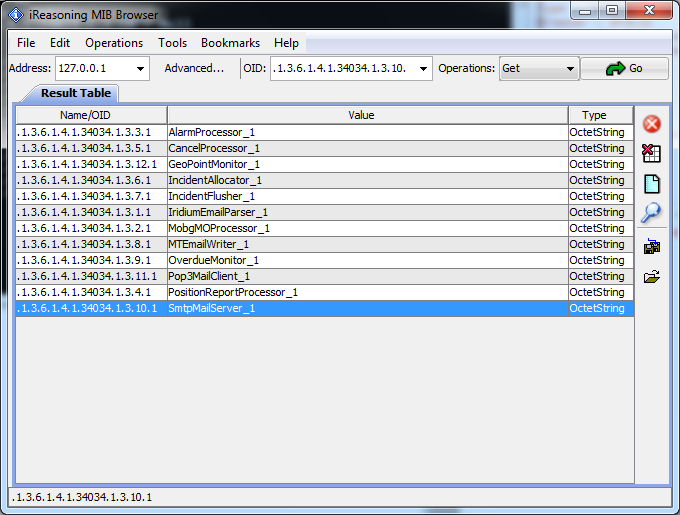 iReasoning MIB Browser
File Edit Operations Tools Bookmarks Help
Address: 127.0.0.1 Advanced... OID: .1.3.6.1.4.1.34034.1.3.10. Operations: Get Go
Result Table
Name/OID Value Type
.1.3.6.1.4.1.34034.1.3.3.1 AlarmProcessor_1 OctetString
.1.3.6.1.4.1.34034.1.3.5.1 CancelProcessor_1 OctetString
.1.3.6.1.4.1.34034.1.3.12.1 GeoPointMonitor_1 OctetString
.1.3.6.1.4.1.34034.1.3.6.1 IncidentAllocator_1 OctetString
.1.3.6.1.4.1.34034.1.3.7.1 IncidentFlusher_1 OctetString
.1.3.6.1.4.1.34034.1.3.1.1 IridiumEmailParser_1 OctetString
.1.3.6.1.4.1.34034.1.3.2.1 MobgMOProcessor_1 OctetString
.1.3.6.1.4.1.34034.1.3.8.1 MTEmailWriter_1 OctetString
.1.3.6.1.4.1.34034.1.3.9.1 OverdueMonitor_1 OctetString
.1.3.6.1.4.1.34034.1.3.11.1 Pop3MailClient_1 OctetString
.1.3.6.1.4.1.34034.1.3.4.1 PositionReportProcessor_1 OctetString
.1.3.6.1.4.1.34034.1.3.10.1 SmtpMailServer_1 OctetString
.1.3.6.1.4.1.34034.1.3.10.1